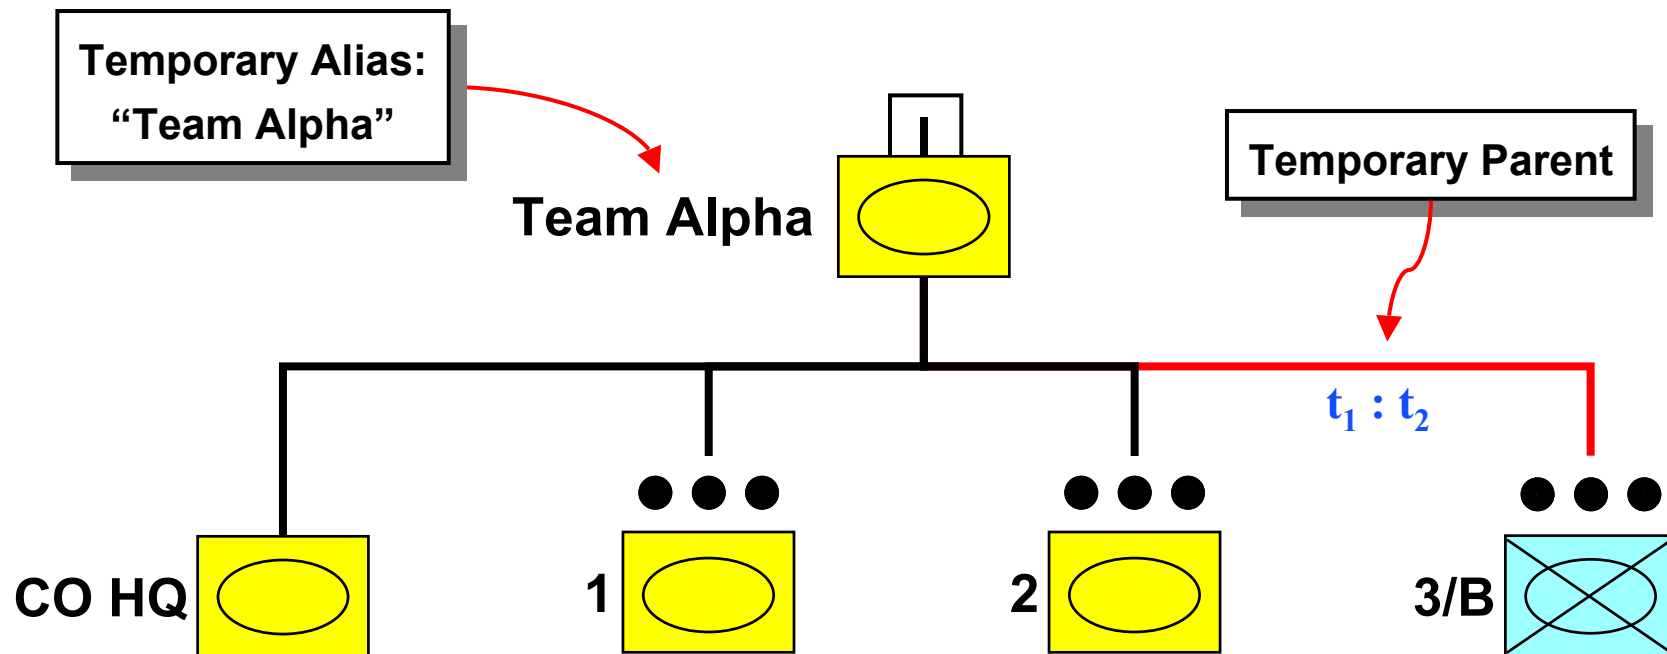 Temporary Alias:
“Team Alpha”
Team Alpha
Temporary Parent
t₁ : t₂
CO HQ
1
2
3/B